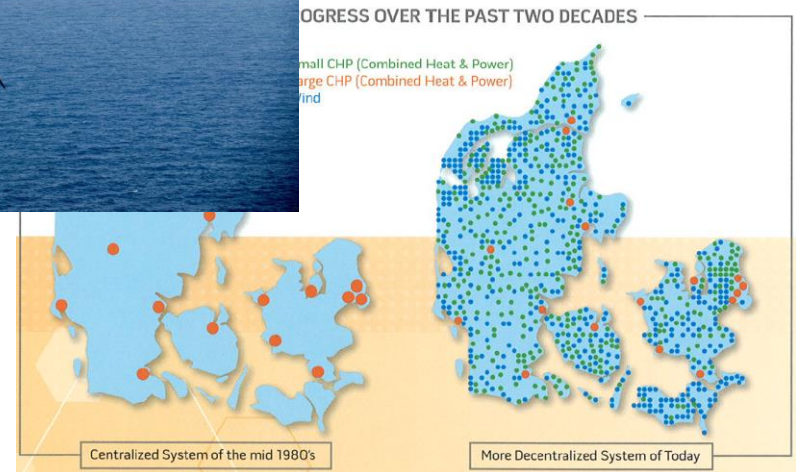 OGRESS OVER THE PAST TWO DECADES
mall CHP (Combined Heat & Power)
arge CHP (Combined Heat & Power)
Wind
Centralized System of the mid 1980's
More Decentralized System of Today